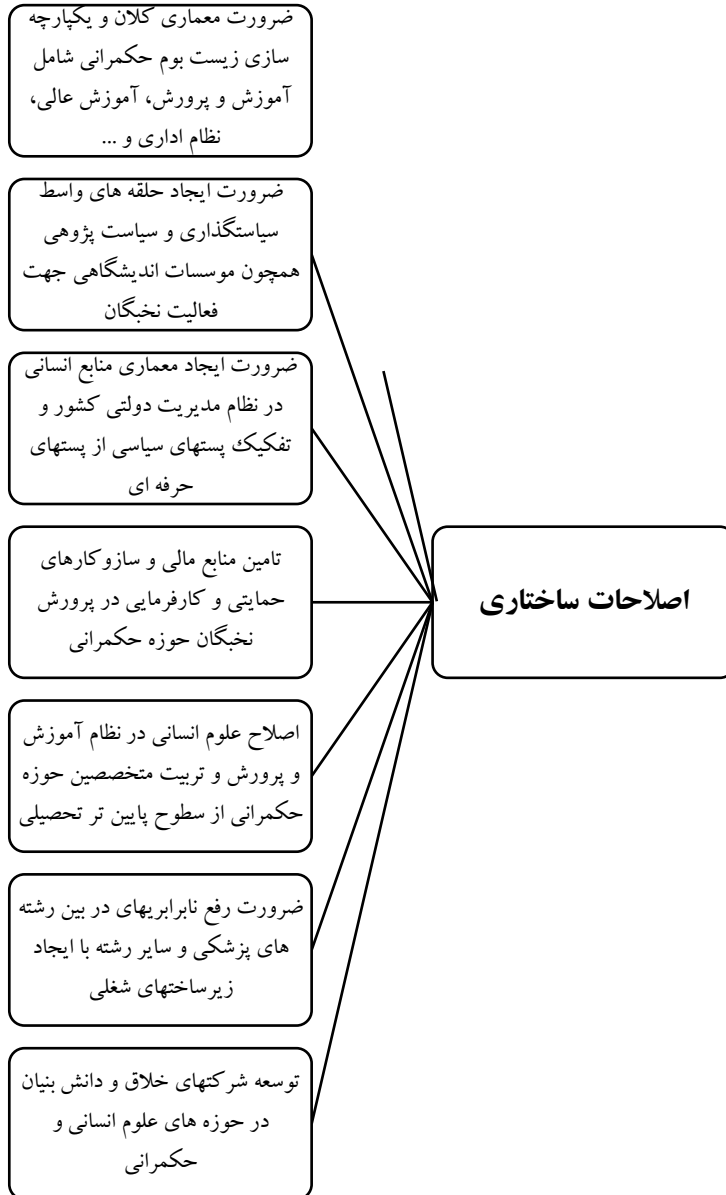 ضرورت معماری کلان و یکپارچه
سازی زیست بوم حکمرانی شامل
آموزش و پرورش، آموزش عالی،
نظام اداری و ...
ضرورت ایجاد حلقه های واسط
سیاستگذاری و سیاست پژوهی
همچون موسسات اندیشگاهی جهت
فعالیت نخبگان
ضرورت ایجاد معماری منابع انسانی
در نظام مدیریت دولتی کشور و
تفکیک پستهای سیاسی از پستهای
حرفه ای
تامین منابع مالی و سازوکارهای
حمایتی و کارفرمایی در پرورش
نخبگان حوزه حکمرانی
اصلاحات ساختاری
اصلاح علوم انسانی در نظام آموزش
و پرورش و تربیت متخصصین حوزه
حکمرانی از سطوح پایین تر تحصیلی
ضرورت رفع نابرابریهای در بین رشته
های پزشکی و سایر رشته با ایجاد
زیرساختهای شغلی
توسعه شرکتهای خلاق و دانش بنیان
در حوزه های علوم انسانی و
حکمرانی